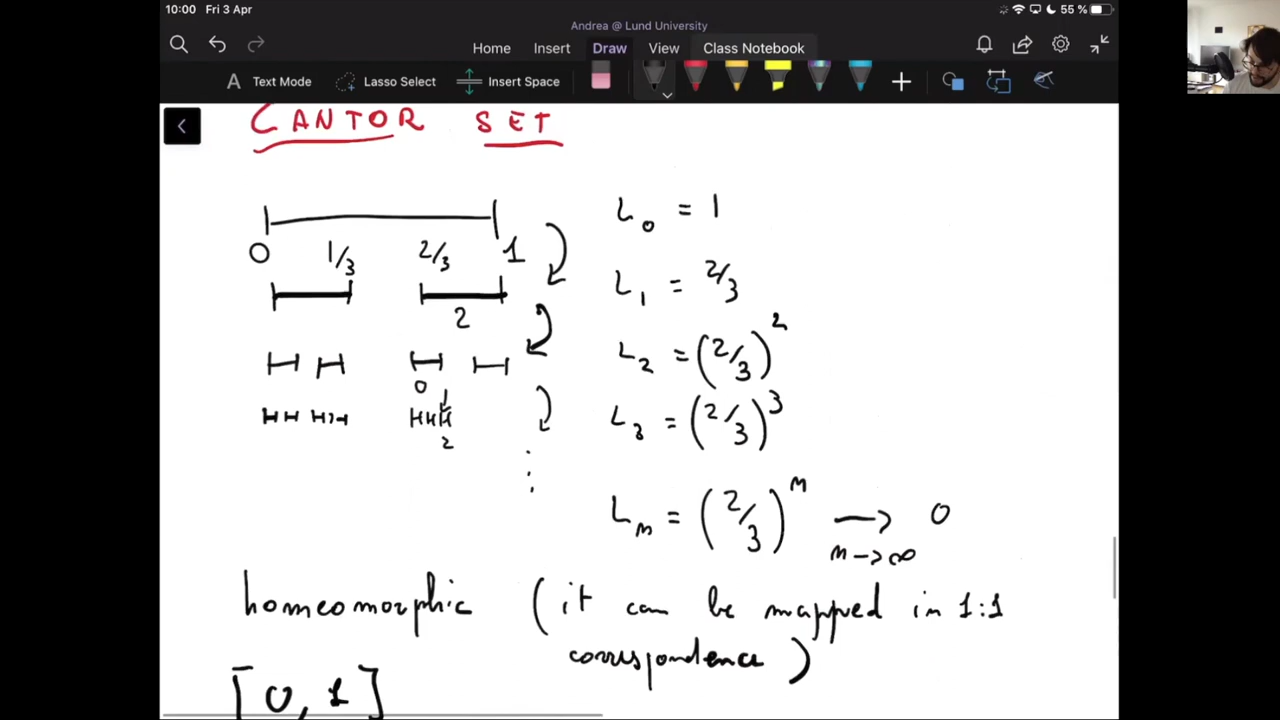 10:00 Fri 3 Apr
55 %
Andrea @ Lund University
Home Insert Draw View Class Notebook
A Text Mode Lasso Select Insert Space
CANTOR SET
0 1/3 2/3 1
2
0
1
2
L₀ = 1
L₁ = 2/3
L₂ = (2/3)²
L₃ = (2/3)³
Lₙ = (2/3)ⁿ → 0
n→∞
homeomorphic (it can be mapped in 1:1
correspondence)
[0, 1]